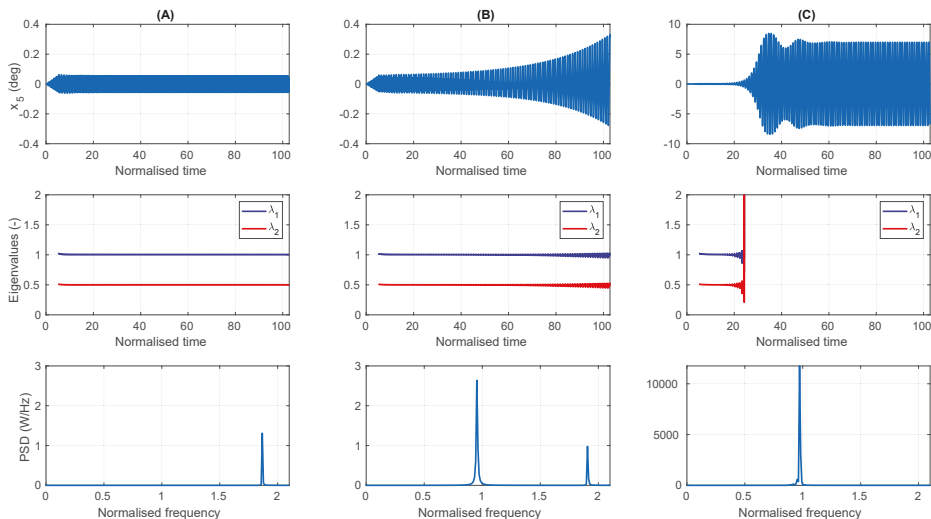 (A) (B) (C)
0.4 0.4 10
0.2 0.2 5
x5 (deg) 0 0 0
-0.2 -0.2 -5
-0.4 -0.4 -10
0 20 40 60 80 100 0 20 40 60 80 100 0 20 40 60 80 100
Normalised time Normalised time Normalised time
2 2 2
λ1 λ1 λ1
1.5 λ2 1.5 λ2 1.5 λ2
Eigenvalues (-) 1 1 1
0.5 0.5 0.5
0 0 0
0 20 40 60 80 100 0 20 40 60 80 100 0 20 40 60 80 100
Normalised time Normalised time Normalised time
3 3
10000
2 2
PSD (W/Hz) 5000
1 1
0 0 0
0 0.5 1 1.5 2 0 0.5 1 1.5 2 0 0.5 1 1.5 2
Normalised frequency Normalised frequency Normalised frequency